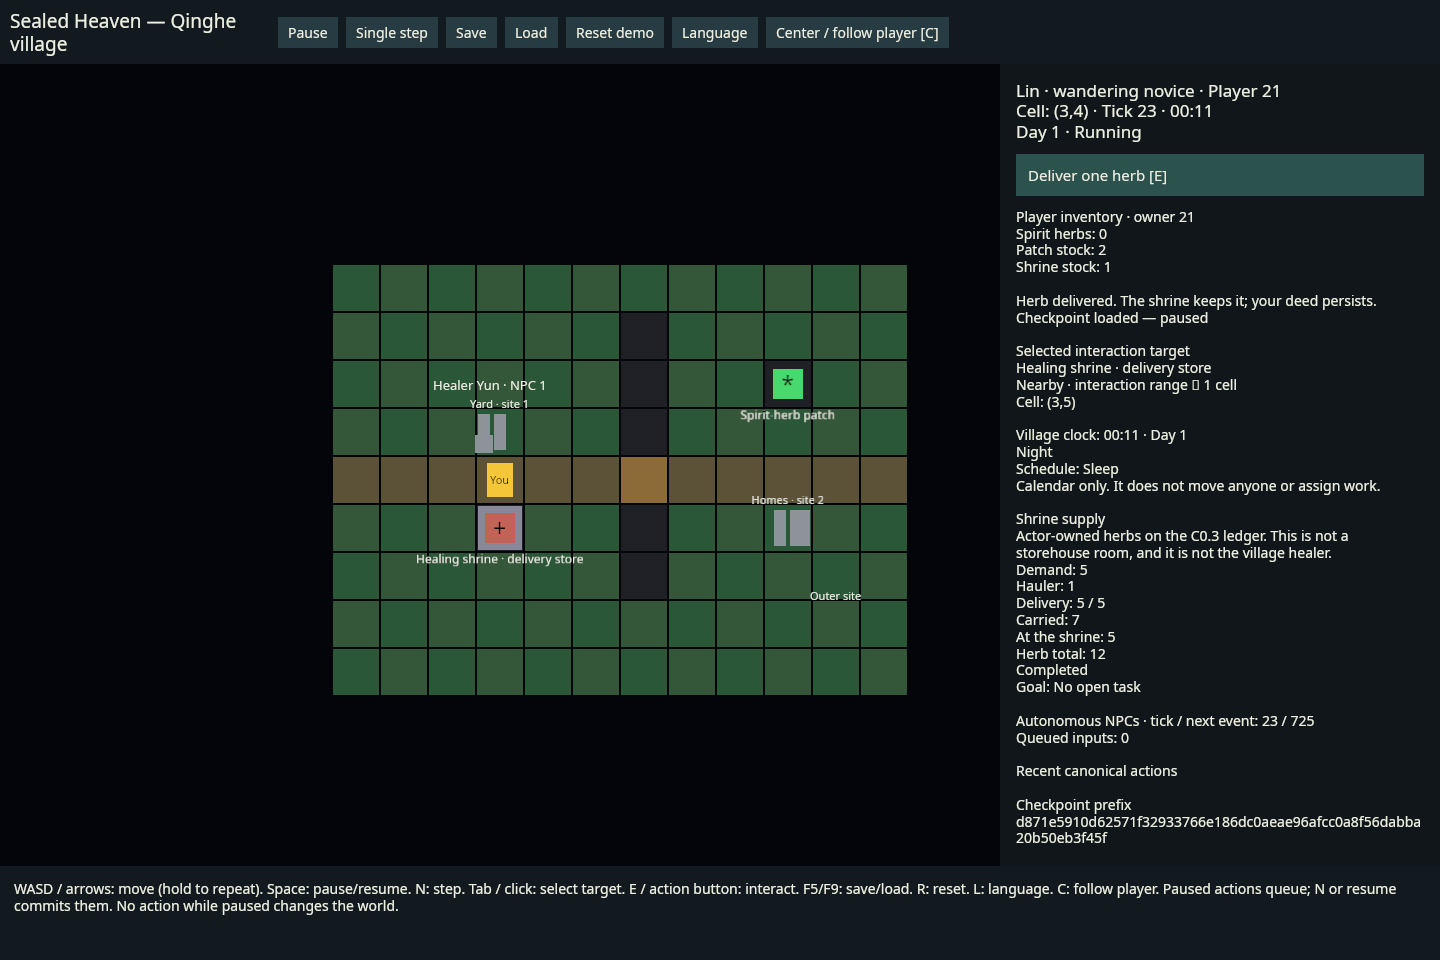 Sealed Heaven — Qinghe
village
Pause
Single step
Save
Load
Reset demo
Language
Center / follow player [C]
Lin · wandering novice · Player 21
Cell: (3,4) · Tick 23 · 00:11
Day 1 · Running
Deliver one herb [E]
Player inventory · owner 21
Spirit herbs: 0
Patch stock: 2
Shrine stock: 1
Herb delivered. The shrine keeps it; your deed persists.
Checkpoint loaded — paused
Selected interaction target
Healing shrine · delivery store
Nearby · interaction range 1 cell
Cell: (3,5)
Village clock: 00:11 · Day 1
Night
Schedule: Sleep
Calendar only. It does not move anyone or assign work.
Shrine supply
Actor-owned herbs on the C0.3 ledger. This is not a
storehouse room, and it is not the village healer.
Demand: 5
Hauler: 1
Delivery: 5 / 5
Carried: 7
At the shrine: 5
Herb total: 12
Completed
Goal: No open task
Autonomous NPCs · tick / next event: 23 / 725
Queued inputs: 0
Recent canonical actions
Checkpoint prefix
d871e5910d62571f32933766e186dc0aeae96afcc0a8f56dabba
20b50eb3f45f
Healer Yun · NPC 1
Yard · site 1
*
Spirit herb patch
You
Homes · site 2
+
Healing shrine · delivery store
Outer site
WASD / arrows: move (hold to repeat). Space: pause/resume. N: step. Tab / click: select target. E / action button: interact. F5/F9: save/load. R: reset. L: language. C: follow player. Paused actions queue; N or resume
commits them. No action while paused changes the world.